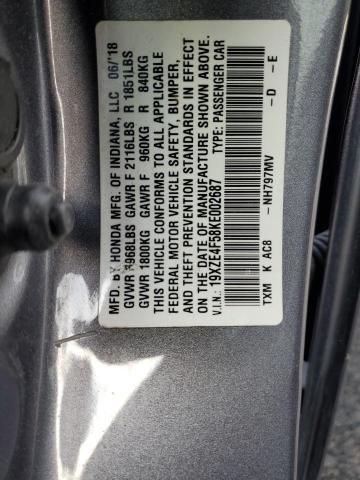 MFD. BY HONDA MFG. OF INDIANA, LLC 06/'18
GVWR 3968LBS GAWR F 2116LBS R 1851LBS
GVWR 1800KG GAWR F 960KG R 840KG
THIS VEHICLE CONFORMS TO ALL APPLICABLE
FEDERAL MOTOR VEHICLE SAFETY, BUMPER,
AND THEFT PREVENTION STANDARDS IN EFFECT
ON THE DATE OF MANUFACTURE SHOWN ABOVE.
V.I.N.: 19XZE4F58KE002687 PASSENGER CAR
TXM K AC8 -NH797MV -D -E